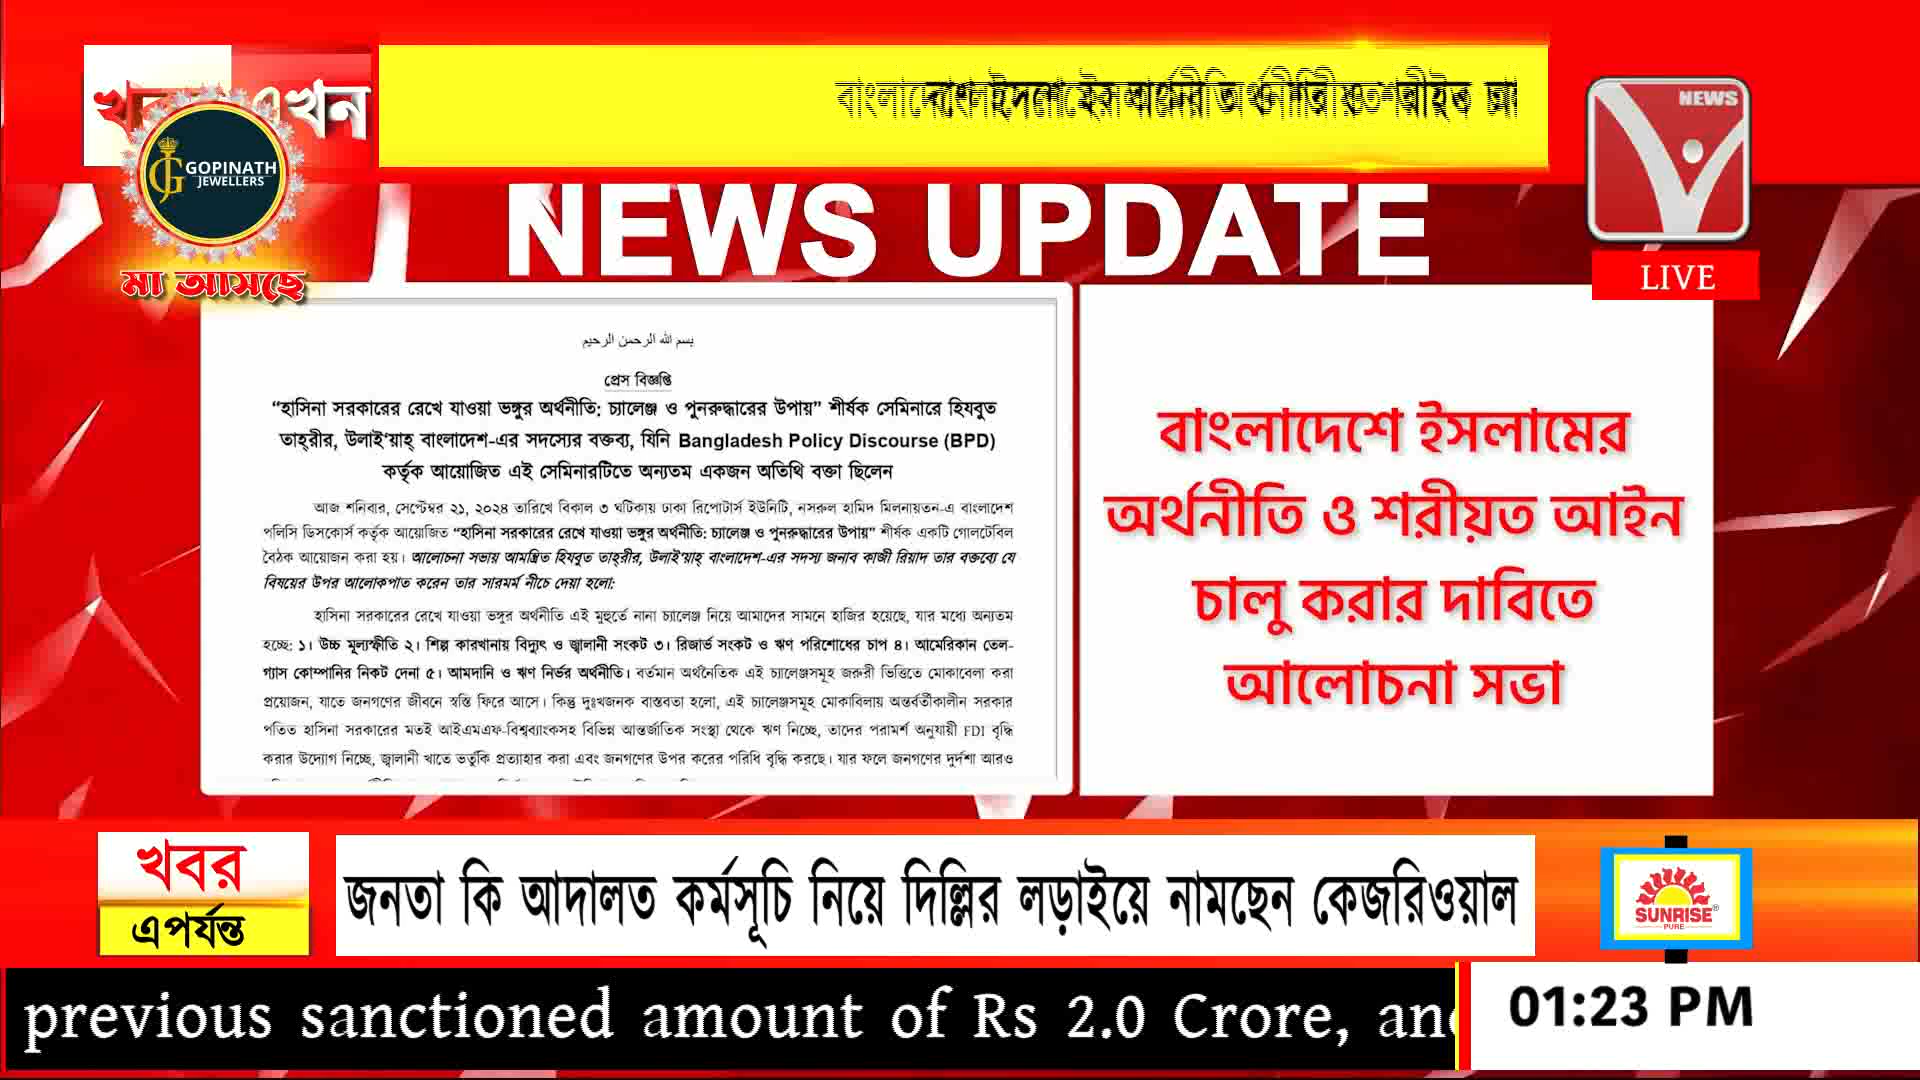 এখন
GOPINATH
JEWELLERS
মা আসছে
NEWS
LIVE
NEWS UPDATE
بسم الله الرحمن الرحيم
প্রেস বিজ্ঞপ্তি
“হাসিনা সরকারের রেখে যাওয়া ভঙ্গুর অর্থনীতি: চ্যালেঞ্জ ও পুনরুদ্ধারের উপায়” শীর্ষক সেমিনারে হিযবুত
তাহ্‌রীর, উলাই‘য়াহ্‌ বাংলাদেশ-এর সদস্যের বক্তব্য, যিনি Bangladesh Policy Discourse (BPD)
কর্তৃক আয়োজিত এই সেমিনারটিতে অন্যতম একজন অতিথি বক্তা ছিলেন
আজ শনিবার, সেপ্টেম্বর ২১, ২০২৪ তারিখে বিকাল ৩ ঘটিকায় ঢাকা রিপোর্টার্স ইউনিটি, নসরুল হামিদ মিলনায়তন-এ বাংলাদেশ
পলিসি ডিসকোর্স কর্তৃক আয়োজিত “হাসিনা সরকারের রেখে যাওয়া ভঙ্গুর অর্থনীতি: চ্যালেঞ্জ ও পুনরুদ্ধারের উপায়” শীর্ষক একটি গোলটেবিল
বৈঠক আয়োজন করা হয়। আলোচনা সভায় আমন্ত্রিত হিযবুত তাহ্‌রীর, উলাই‘য়াহ্‌ বাংলাদেশ-এর সদস্য জনাব কাজী রিয়াদ তার বক্তব্যে যে
বিষয়ের উপর আলোকপাত করেন তার সারমর্ম নীচে দেয়া হলো:
হাসিনা সরকারের রেখে যাওয়া ভঙ্গুর অর্থনীতি এই মুহুর্তে নানা চ্যালেঞ্জ নিয়ে আমাদের সামনে হাজির হয়েছে, যার মধ্যে অন্যতম
হচ্ছে: ১। উচ্চ মূল্যস্ফীতি ২। শিল্প কারখানায় বিদ্যুৎ ও জ্বালানী সংকট ৩। রিজার্ভ সংকট ও ঋণ পরিশোধের চাপ ৪। আমেরিকান তেল-
গ্যাস কোম্পানির নিকট দেনা ৫। আমদানি ও ঋণ নির্ভর অর্থনীতি। বর্তমান অর্থনৈতিক এই চ্যালেঞ্জসমূহ জরুরী ভিত্তিতে মোকাবেলা করা
প্রয়োজন, যাতে জনগণের জীবনে স্বস্তি ফিরে আসে। কিন্তু দুঃখজনক বাস্তবতা হলো, এই চ্যালেঞ্জসমূহ মোকাবিলায় অন্তর্বর্তীকালীন সরকার
পতিত হাসিনা সরকারের মতই আইএমএফ-বিশ্বব্যাংকসহ বিভিন্ন আন্তর্জাতিক সংস্থা থেকে ঋণ নিচ্ছে, তাদের পরামর্শ অনুযায়ী FDI বৃদ্ধি
করার উদ্যোগ নিচ্ছে, জ্বালানী খাতে ভর্তুকি প্রত্যাহার করা এবং জনগণের উপর করের পরিধি বৃদ্ধি করছে। যার ফলে জনগণের দুর্দশা আরও
বাংলাদেশে ইসলামের
অর্থনীতি ও শরীয়ত আইন
চালু করার দাবিতে
আলোচনা সভা
খবর
এপর্যন্ত
জনতা কি আদালত কর্মসূচি নিয়ে দিল্লির লড়াইয়ে নামছেন কেজরিওয়াল
SUNRISE®
PURE
previous sanctioned amount of Rs 2.0 Crore, and
01:23 PM